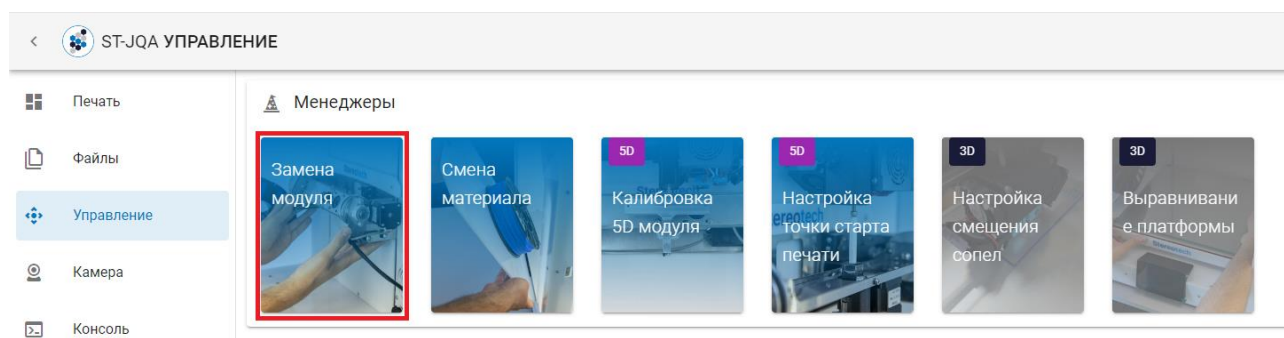 ST-JQA УПРАВЛЕНИЕ
Печать
Файлы
Управление
Камера
Консоль
Менеджеры
Замена
модуля
Смена
материала
5D
Калибровка
5D модуля
5D
Настройка
точки старта
печати
3D
Настройка
смещения
сопел
3D
Выравнивани
е платформы